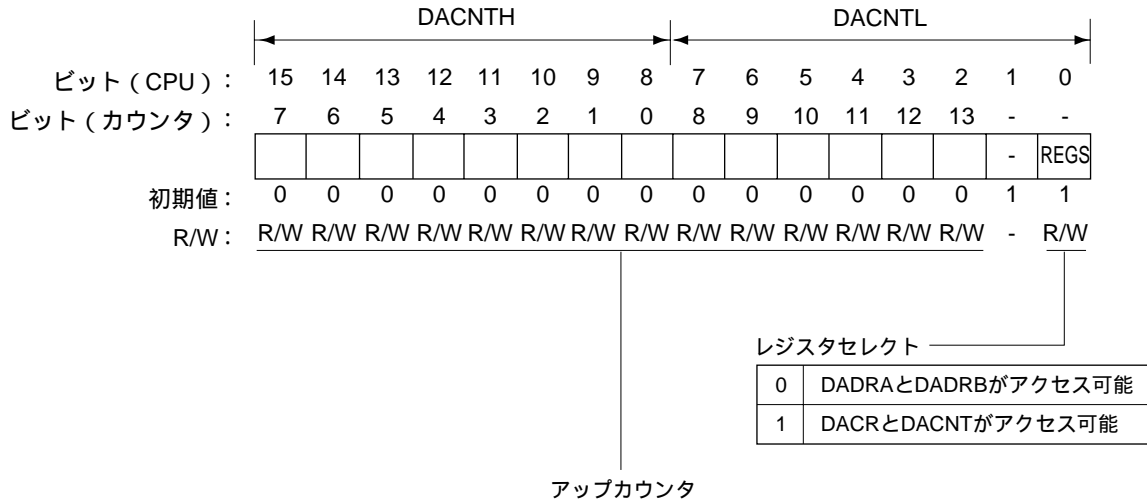 DACNTH DACNTL
ビット(CPU): 15 14 13 12 11 10 9 8 7 6 5 4 3 2 1 0
ビット(カウンタ): 7 6 5 4 3 2 1 0 8 9 10 11 12 13 - -
- REGS
初期値: 0 0 0 0 0 0 0 0 0 0 0 0 0 0 1 1
R/W: R/W R/W R/W R/W R/W R/W R/W R/W R/W R/W R/W R/W R/W R/W - R/W
レジスタセレクト
0 DADRAとDADRBがアクセス可能
1 DACRとDACNTがアクセス可能
アップカウンタ